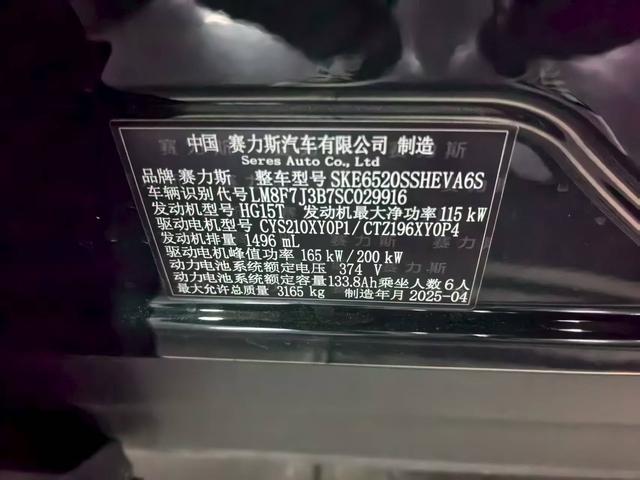 中国 赛力斯汽车有限公司 制造
Seres Auto Co., Ltd
品牌 赛力斯 整车型号 SKE6520SSHEVA6S
车辆识别代号 LM8F7J3B7SC029916
发动机型号 HG15T 发动机最大净功率 115 kW
驱动电机型号 CYS210XY0P1/CTZ196XY0P4
发动机排量 1496 mL
驱动电机峰值功率 165 kW/200 kW
动力电池系统额定电压 374 V
动力电池系统额定容量 133.8Ah 乘坐人数 6人
最大允许总质量 3165 kg 制造年月 2025-04